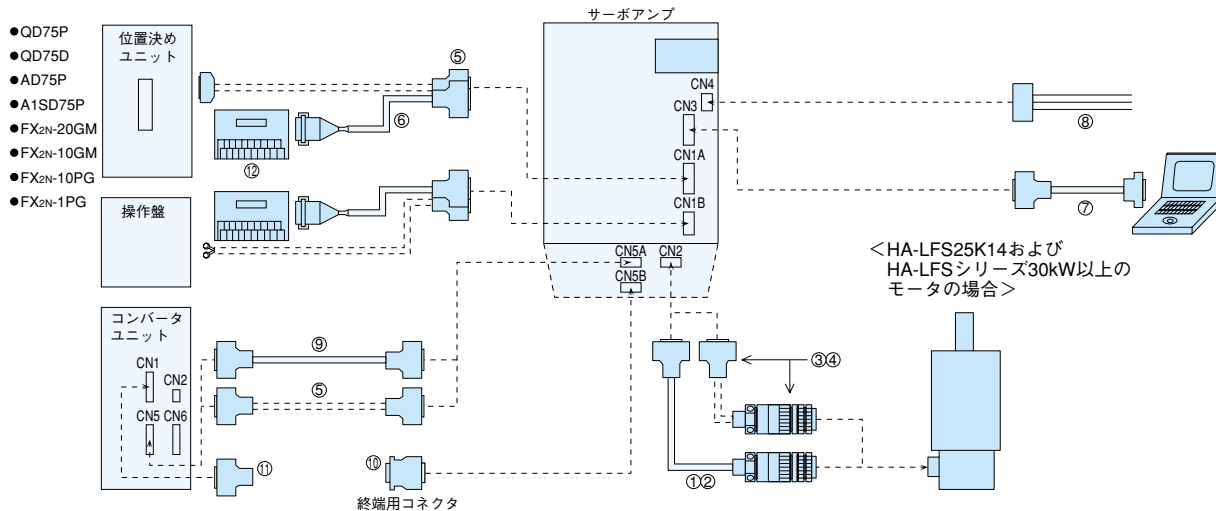 サーボアンプ
●QD75P
●QD75D
●AD75P
●A1SD75P
●FX2N-20GM
●FX2N-10GM
●FX2N-10PG
●FX2N-1PG
位置決め
ユニット
⑤
⑥
⑫
操作盤
CN4
CN3
CN1A
CN1B
CN5A
CN2
CN5B
⑧
⑦
＜HA-LFS25K14および
HA-LFSシリーズ30kW以上の
モータの場合＞
コンバータ
ユニット
CN1
CN2
CN5
CN6
⑨
⑤
⑪
⑩
終端用コネクタ
③④
①②